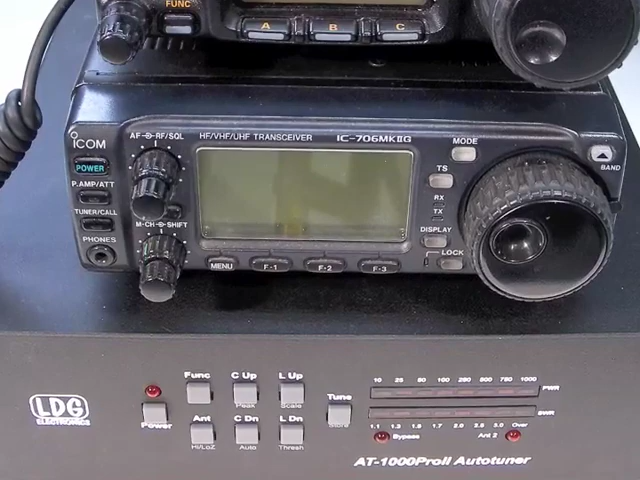 FUNC
A B C
ICOM
AF RF/SQL
HF/VHF/UHF TRANSCEIVER IC-706MKIIG
MODE
BAND
POWER
TS
P.AMP/ATT
RX
TX
TUNER/CALL
M-CH SHIFT
DISPLAY
PHONES
LOCK
MENU F-1 F-2 F-3
LDG
ELECTRONICS
Power
Func C Up L Up
Peak Scale
Ant C Dn L Dn
Hi/LoZ Auto Thresh
Tune
Store
10 25 50 100 250 500 750 1000
PWR
SWR
1.1 1.3 1.5 1.7 2.0 2.5 3.0 Over
Bypass Ant 2
AT-1000ProII Autotuner